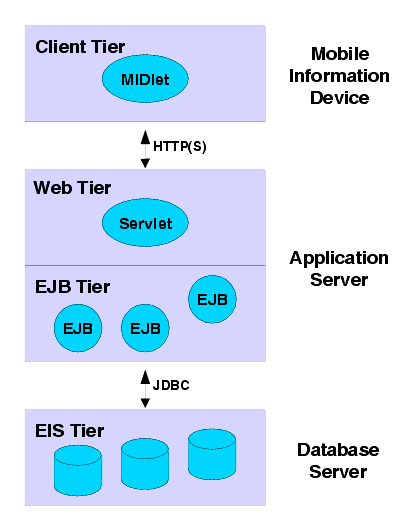 Client Tier
MIDlet
Mobile
Information
Device
HTTP(S)
Web Tier
Servlet
EJB Tier
EJB
EJB
EJB
Application
Server
JDBC
EIS Tier
Database
Server